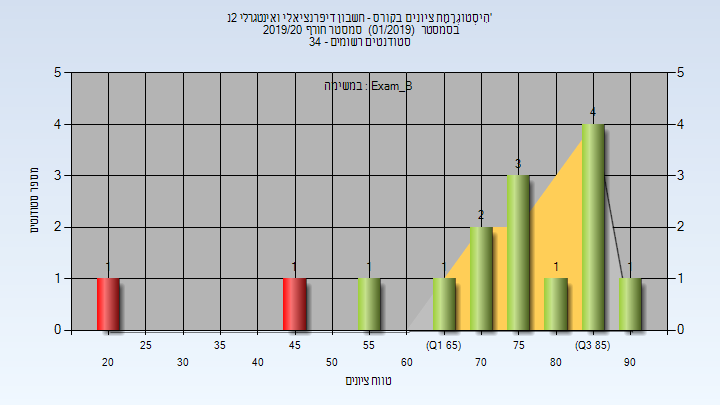 היסטוגרמת ציונים בקורס - חשבון דיפרנציאלי ואינטגרלי 2נ'
בסמסטר (01/2019) סמסטר חורף 2019/20
סטודנטים רשומים - 34
במשימה : Exam_B
5 5
4 4 4
3 3 3
2 2 2
1 1 1 1 1 1 1 1
0 0
מספר סטודנטים
25 35 45 55 (Q1 65) 75 (Q3 85)
20 30 40 50 60 70 80 90
טווח ציונים